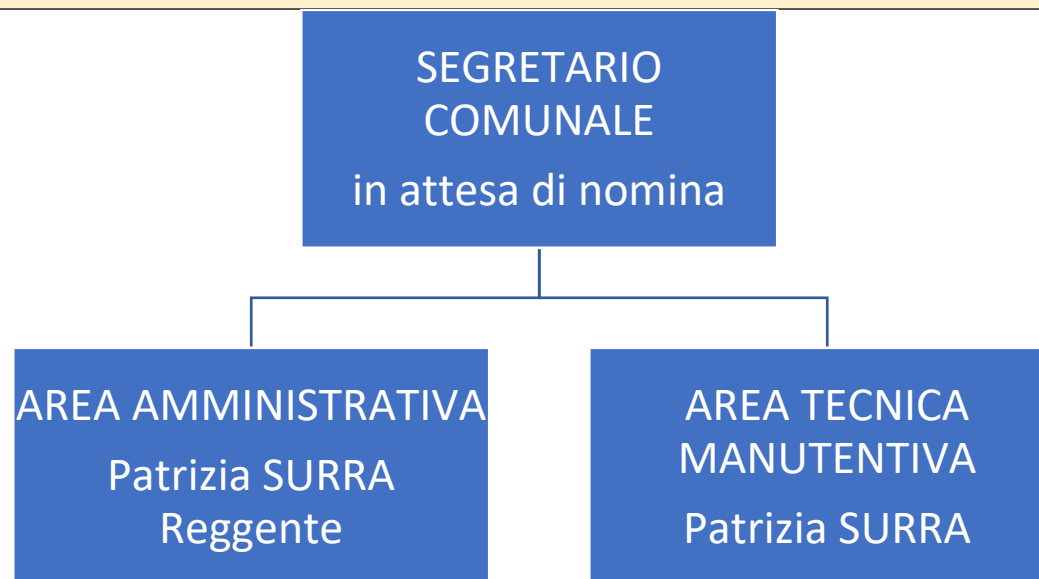 SEGRETARIO
COMUNALE
in attesa di nomina
AREA AMMINISTRATIVA
Patrizia SURRA
Reggente
AREA TECNICA
MANUTENTIVA
Patrizia SURRA